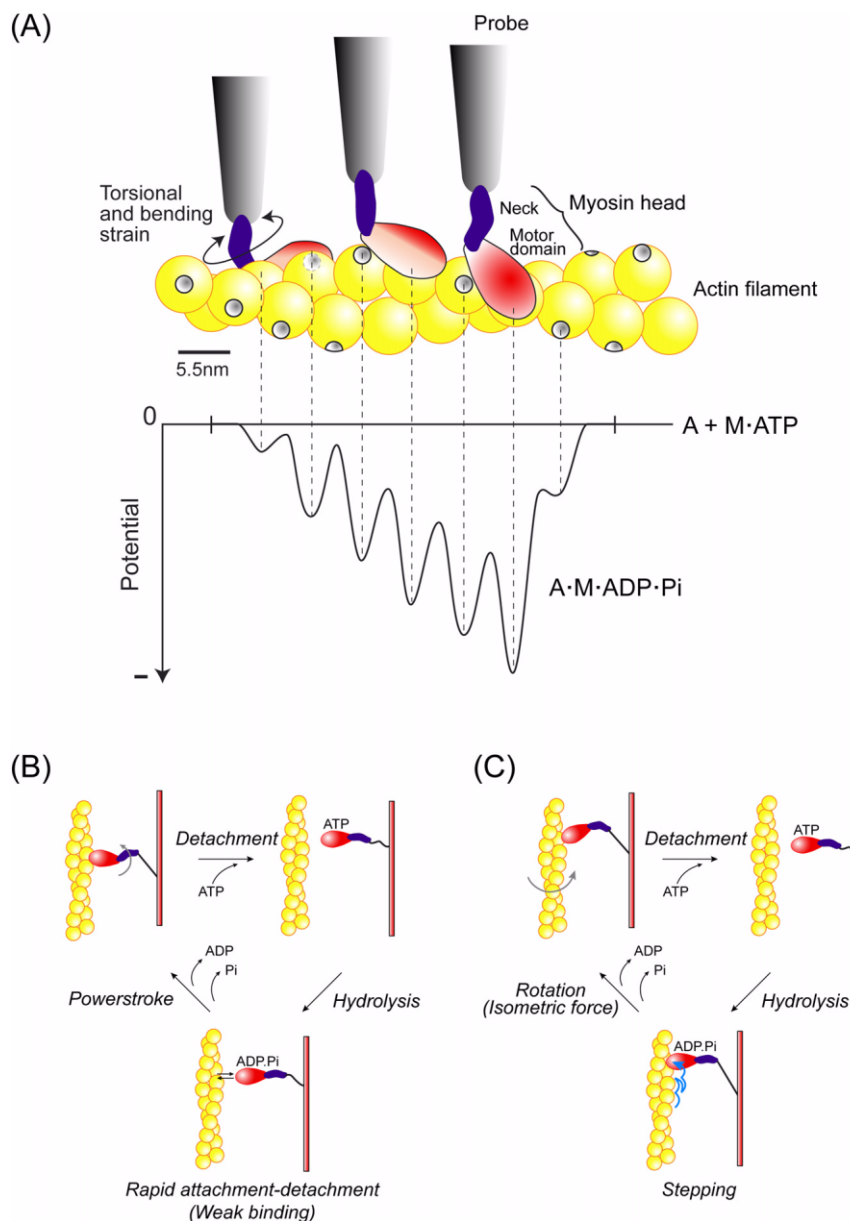 (A)
Probe
Torsional
and bending
strain
Neck
Myosin head
Motor
domain
Actin filament
5.5nm
0
A + M·ATP
Potential
A·M·ADP·Pi
–
(B)
Detachment
ATP
ATP
ADP
Pi
Powerstroke
Hydrolysis
ADP.Pi
Rapid attachment-detachment
(Weak binding)
(C)
Detachment
ATP
ATP
ADP
Pi
Rotation
(Isometric force)
Hydrolysis
ADP.Pi
Stepping